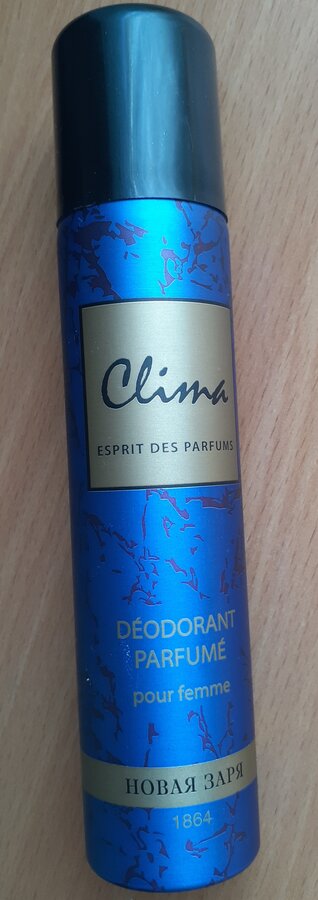 Clima
ESPRIT DES PARFUMS
DÉODORANT
PARFUMÉ
pour femme
НОВАЯ ЗАРЯ
1864